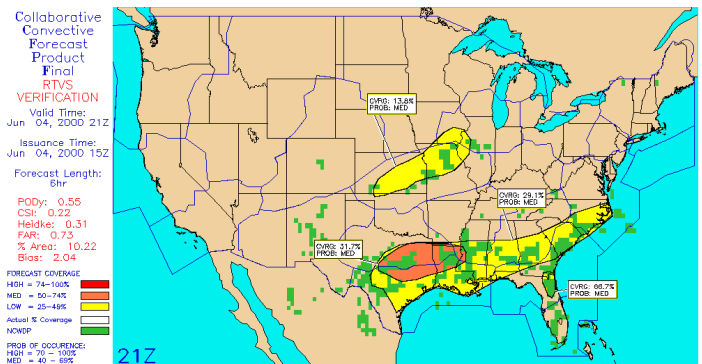 Collaborative
Convective
Forecast
Product
Final
RTVS
VERIFICATION
Valid Time:
Jun 04, 2000 21Z
Issuance Time:
Jun 04, 2000 15Z
Forecast Length:
6hr
PODy: 0.55
CSI: 0.22
Heidke: 0.31
FAR: 0.73
% Area: 10.22
Bias: 2.04
FORECAST COVERAGE
HIGH = 74-100%
MED = 50-74%
LOW = 25-49%
Actual % Coverage
NCWDP
PROB OF OCCURENCE:
HIGH = 70 - 100%
MED = 40 - 69%
CVRG: 13.8%
PROB: MED
CVRG: 29.1%
PROB: MED
CVRG: 31.7%
PROB: MED
CVRG: 66.7%
PROB: MED
21Z